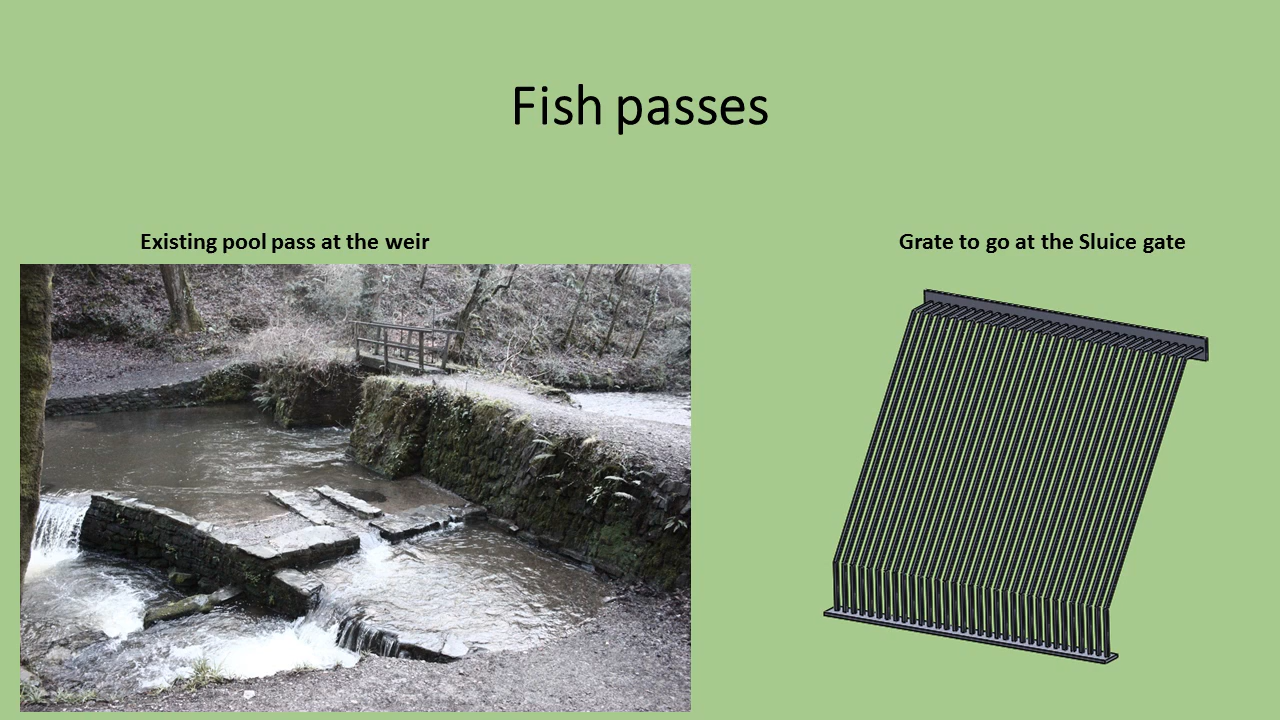 Fish passes
Existing pool pass at the weir
Grate to go at the Sluice gate